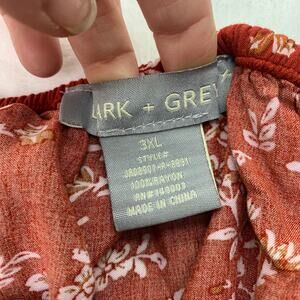 ARK + GREY
3XL
STYLE#
100%RAYON
MADE IN CHINA